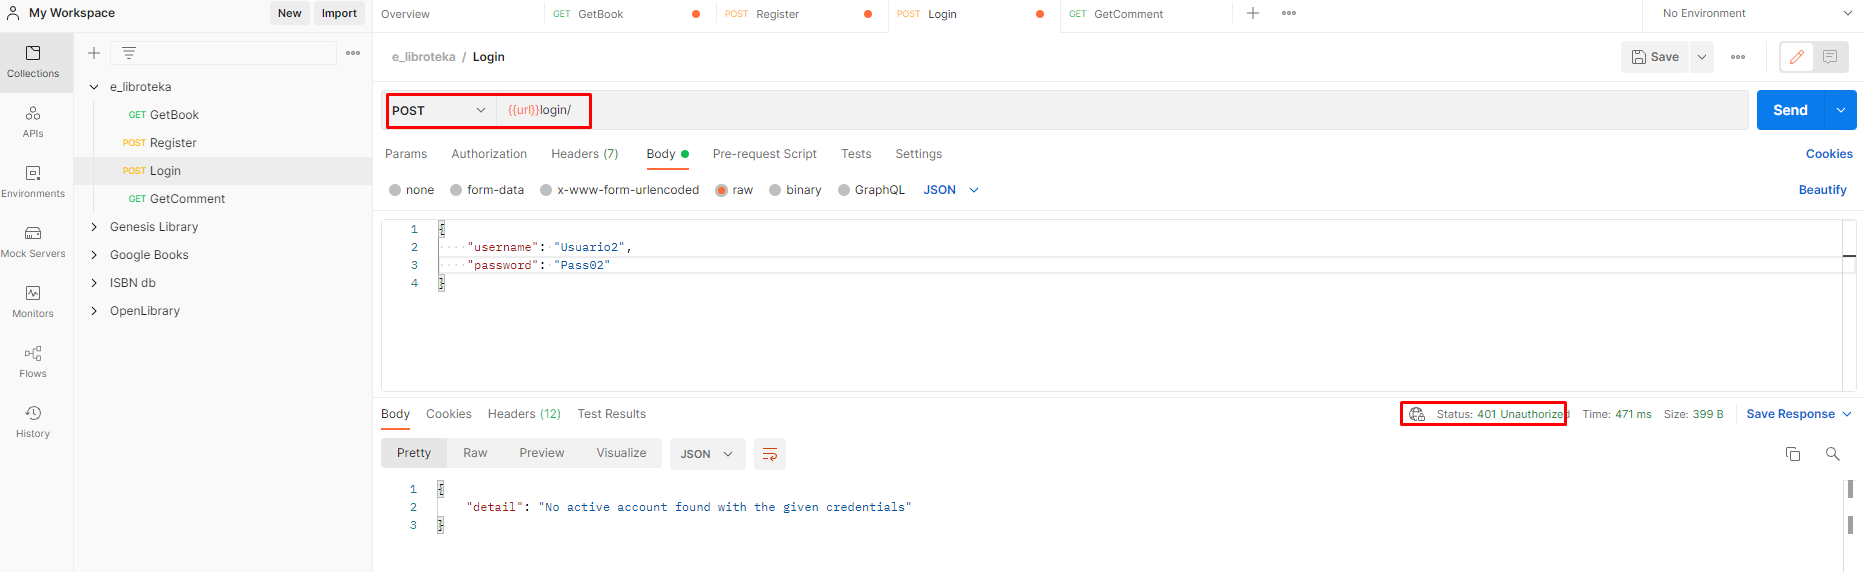 My Workspace New Import
Overview GET GetBook POST Register POST Login GET GetComment No Environment
Collections
APIs
Environments
Mock Servers
Monitors
Flows
History
e_libroteka
GET GetBook
POST Register
POST Login
GET GetComment
Genesis Library
Google Books
ISBN db
OpenLibrary
e_libroteka / Login Save
POST {{url}}login/ Send
Params Authorization Headers (7) Body Pre-request Script Tests Settings Cookies
none form-data x-www-form-urlencoded raw binary GraphQL JSON Beautify
1 {
2 "username": "Usuario2",
3 "password": "Pass02"
4 }
Body Cookies Headers (12) Test Results Status: 401 Unauthorized Time: 471 ms Size: 399 B Save Response
Pretty Raw Preview Visualize JSON
1 {
2 "detail": "No active account found with the given credentials"
3 }